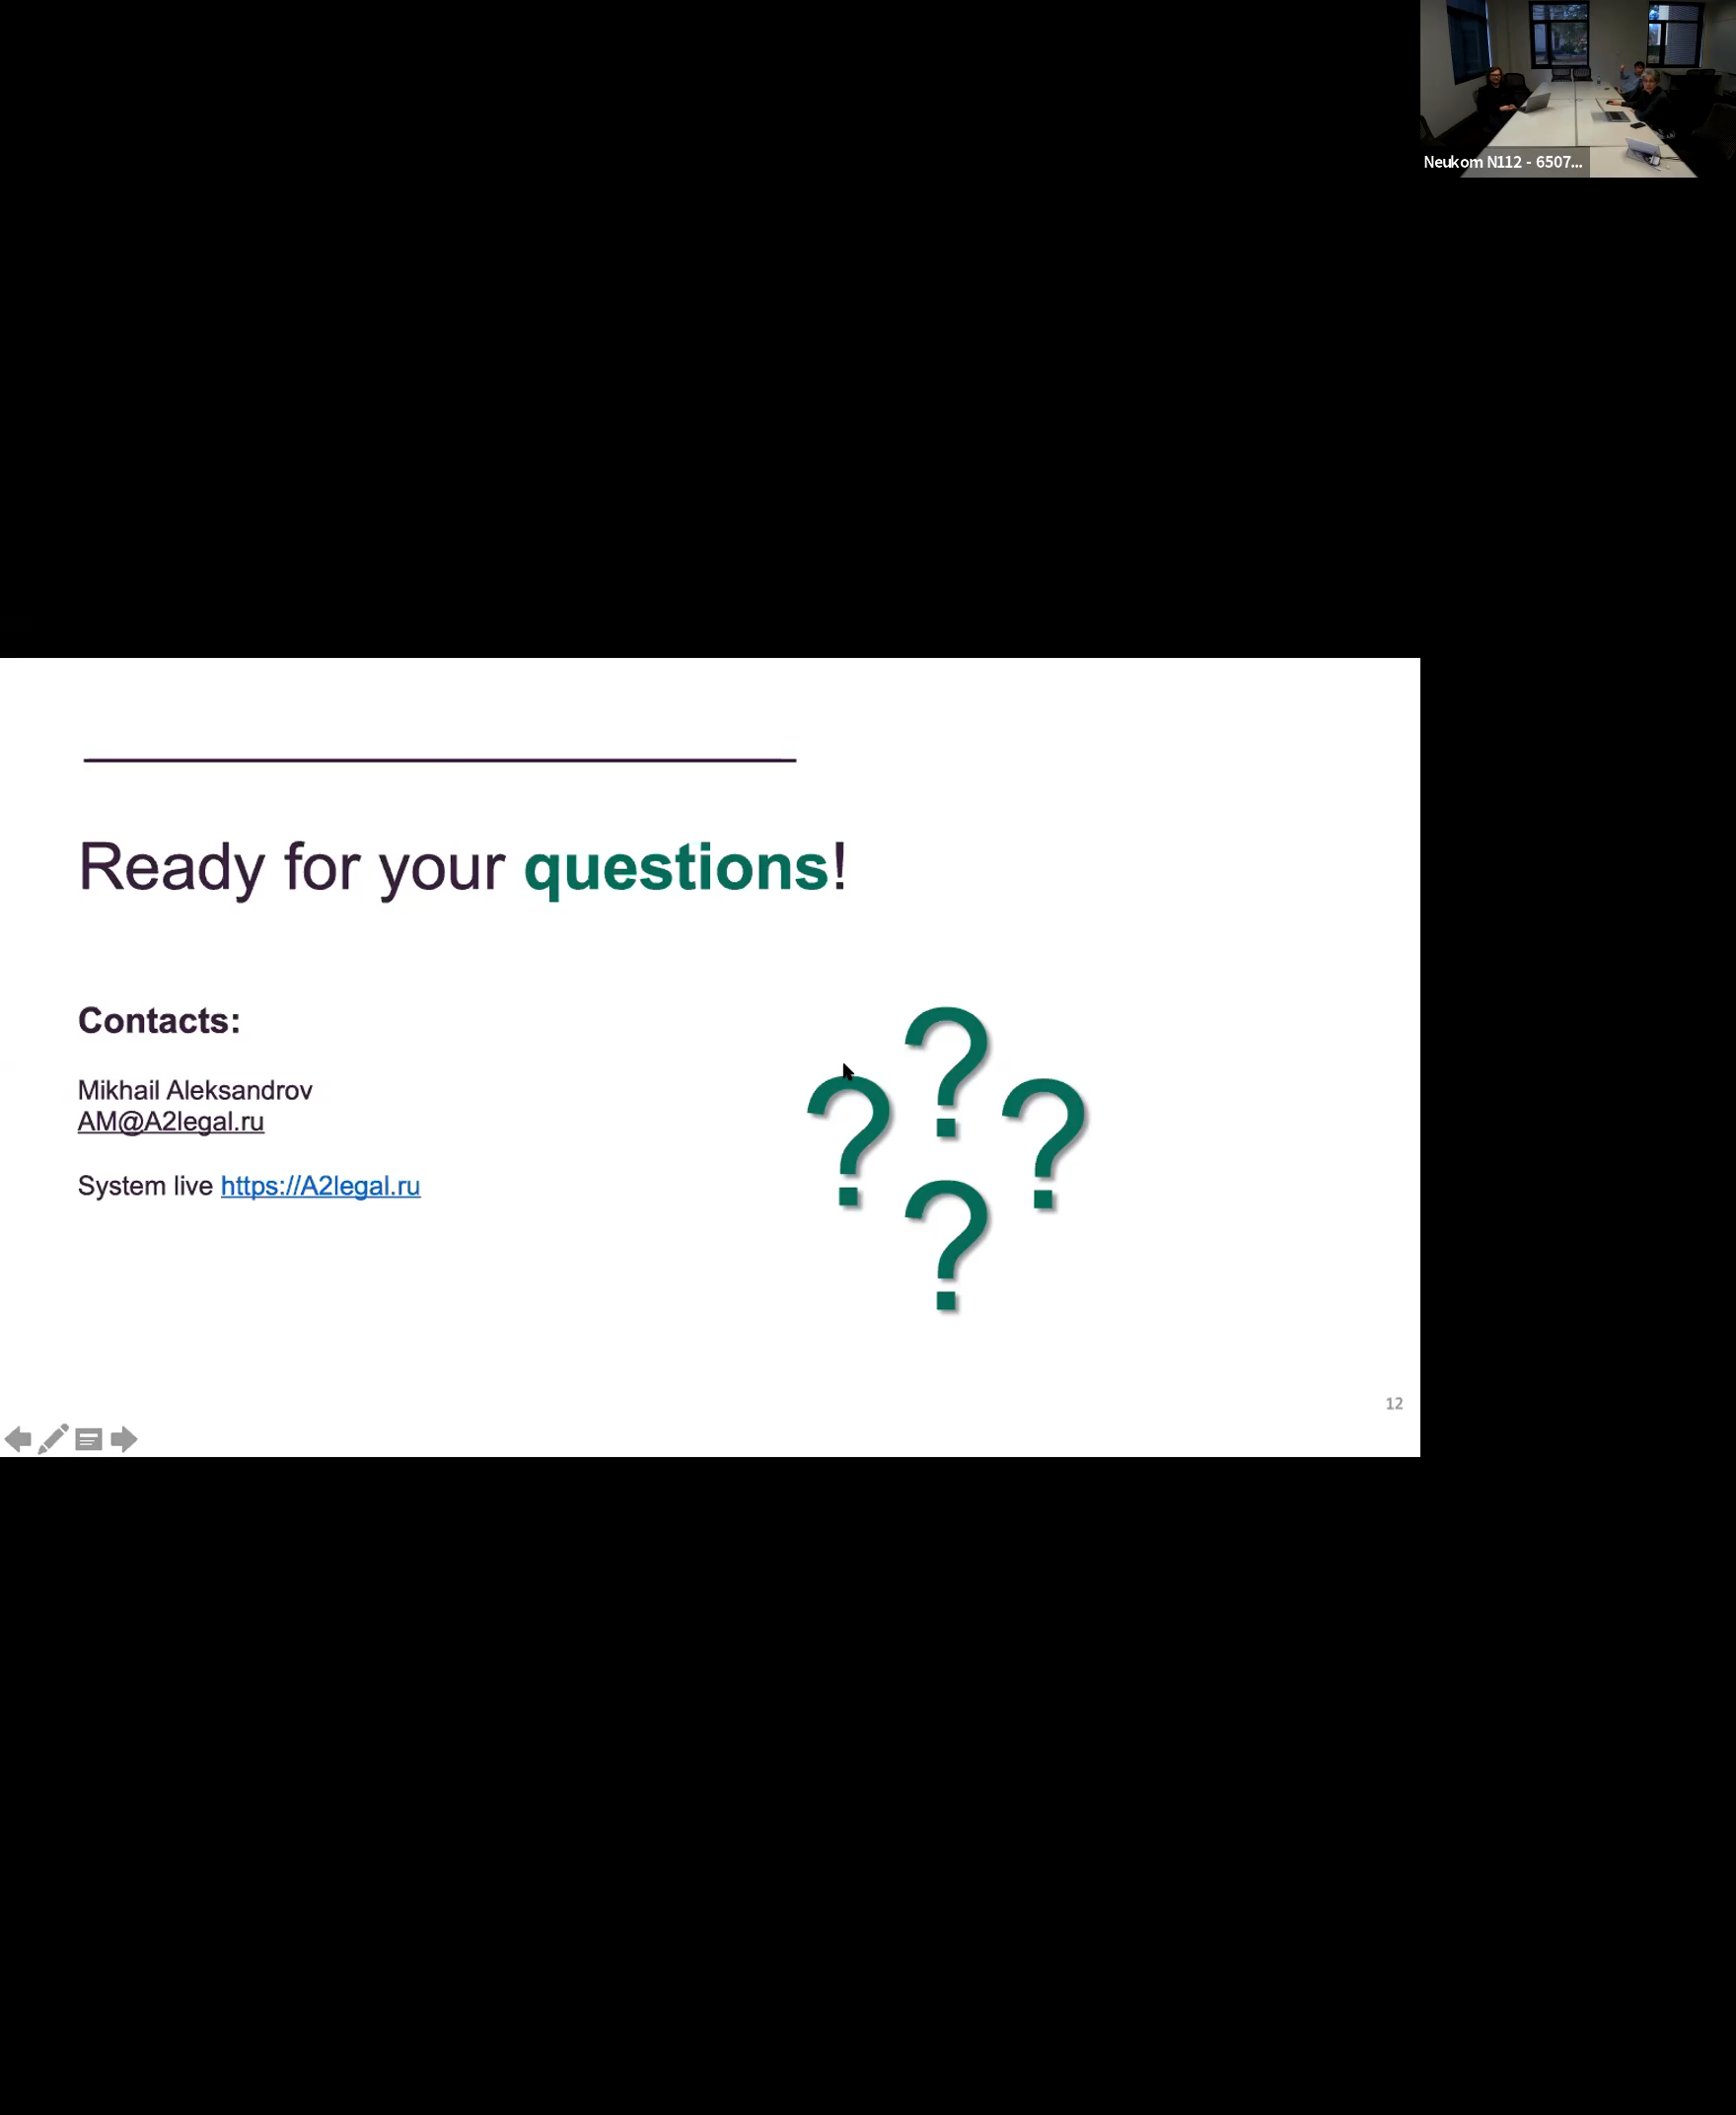 Neukom N112 - 6507...
Ready for your questions!
Contacts:
Mikhail Aleksandrov
AM@A2legal.ru
System live https://A2legal.ru
? ? ? ?
12